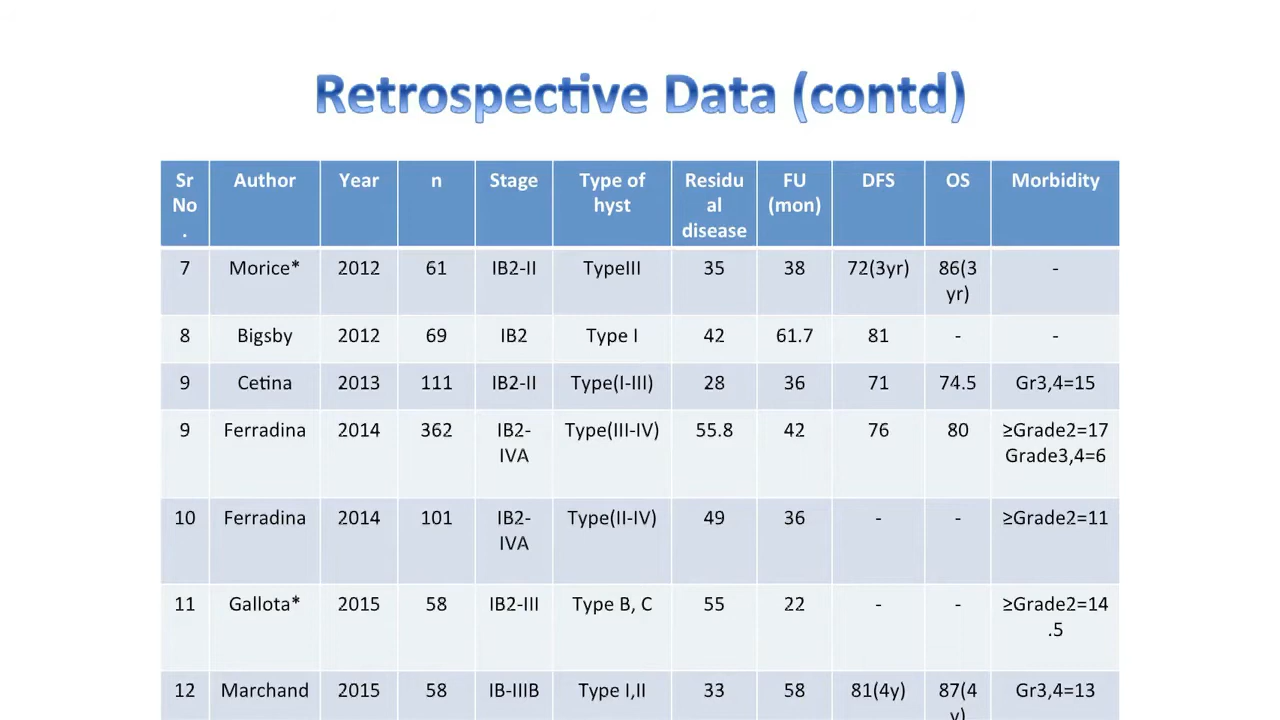 Retrospective Data (contd)
Sr No . Author Year n Stage Type of hyst Residu al disease FU (mon) DFS OS Morbidity
7 Morice* 2012 61 IB2-II TypeIII 35 38 72(3yr) 86(3 yr) -
8 Bigsby 2012 69 IB2 Type I 42 61.7 81 - -
9 Cetina 2013 111 IB2-II Type(I-III) 28 36 71 74.5 Gr3,4=15
9 Ferradina 2014 362 IB2- IVA Type(III-IV) 55.8 42 76 80 ≥Grade2=17 Grade3,4=6
10 Ferradina 2014 101 IB2- IVA Type(II-IV) 49 36 - - ≥Grade2=11
11 Gallota* 2015 58 IB2-III Type B, C 55 22 - - ≥Grade2=14 .5
12 Marchand 2015 58 IB-IIIB Type I,II 33 58 81(4y) 87(4 y) Gr3,4=13